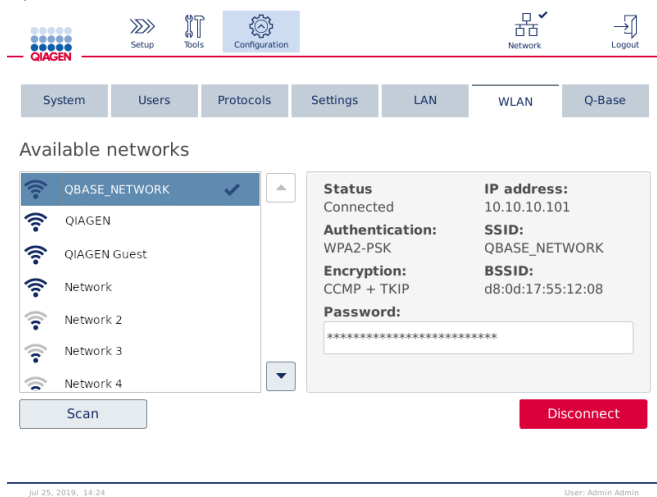 QIAGEN
Setup
Tools
Configuration
Network
Logout
System
Users
Protocols
Settings
LAN
WLAN
Q-Base
Available networks
QBASE_NETWORK
QIAGEN
QIAGEN Guest
Network
Network 2
Network 3
Network 4
Status
Connected
IP address:
10.10.10.101
Authentication:
WPA2-PSK
SSID:
QBASE_NETWORK
Encryption:
CCMP + TKIP
BSSID:
d8:0d:17:55:12:08
Password:
**************************
Scan
Disconnect
Jul 25, 2019, 14:24
User: Admin Admin